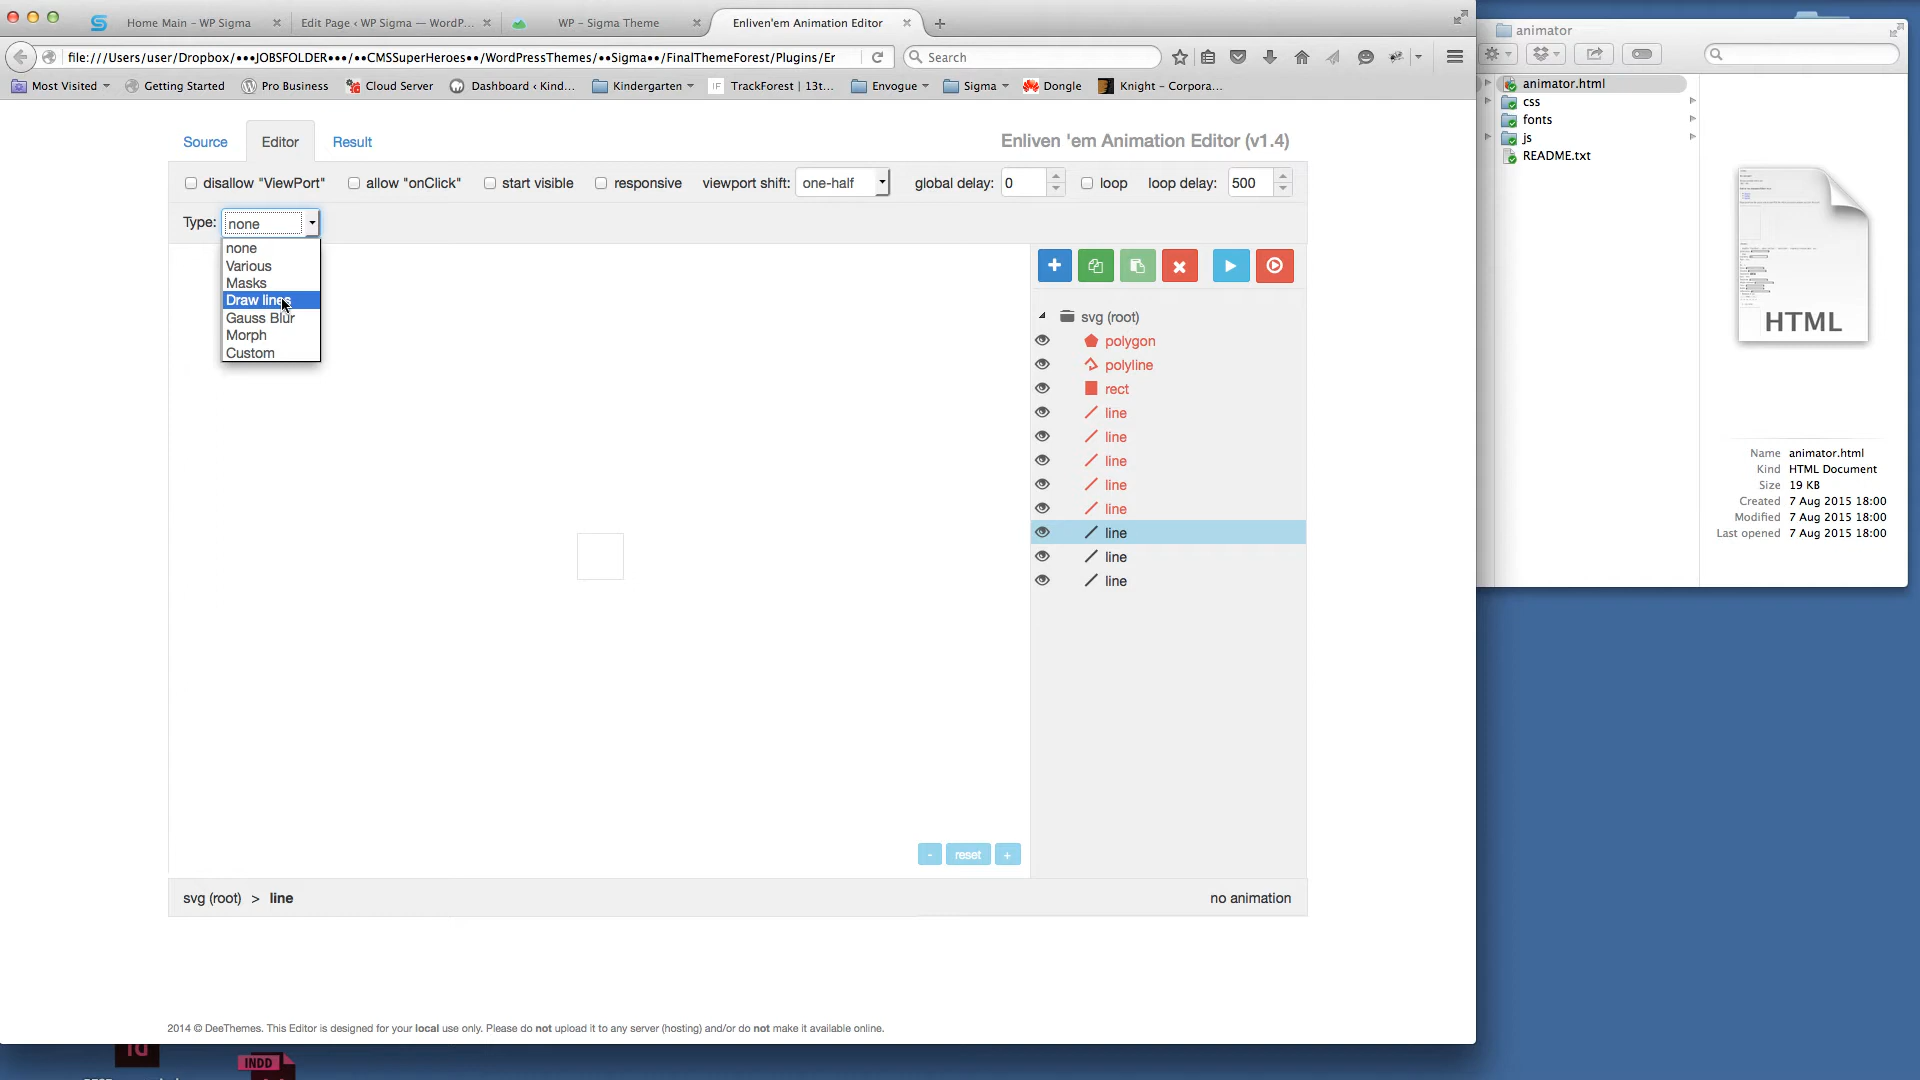 Home Main – WP Sigma
Edit Page ‹ WP Sigma — WordP...
WP – Sigma Theme
Enliven'em Animation Editor
file:///Users/user/Dropbox/•••JOBSFOLDER•••/••CMSSuperHeroes••/WordPressThemes/••Sigma••/FinalThemeForest/Plugins/Er
Search
Most Visited
Getting Started
Pro Business
Cloud Server
Dashboard ‹ Kind...
Kindergarten
IF TrackForest | 13t...
Envogue
Sigma
Dongle
Knight – Corpora...
Source
Editor
Result
Enliven 'em Animation Editor (v1.4)
disallow "ViewPort"
allow "onClick"
start visible
responsive
viewport shift: one-half
global delay: 0
loop
loop delay: 500
Type: none
none
Various
Masks
Draw lines
Gauss Blur
Morph
Custom
svg (root)
polygon
polyline
rect
line
line
line
line
line
line
line
line
- reset +
svg (root) > line
no animation
2014 © DeeThemes. This Editor is designed for your local use only. Please do not upload it to any server (hosting) and/or do not make it available online.
animator
animator.html
css
fonts
js
README.txt
HTML
Name animator.html
Kind HTML Document
Size 19 KB
Created 7 Aug 2015 18:00
Modified 7 Aug 2015 18:00
Last opened 7 Aug 2015 18:00
Id
INDD